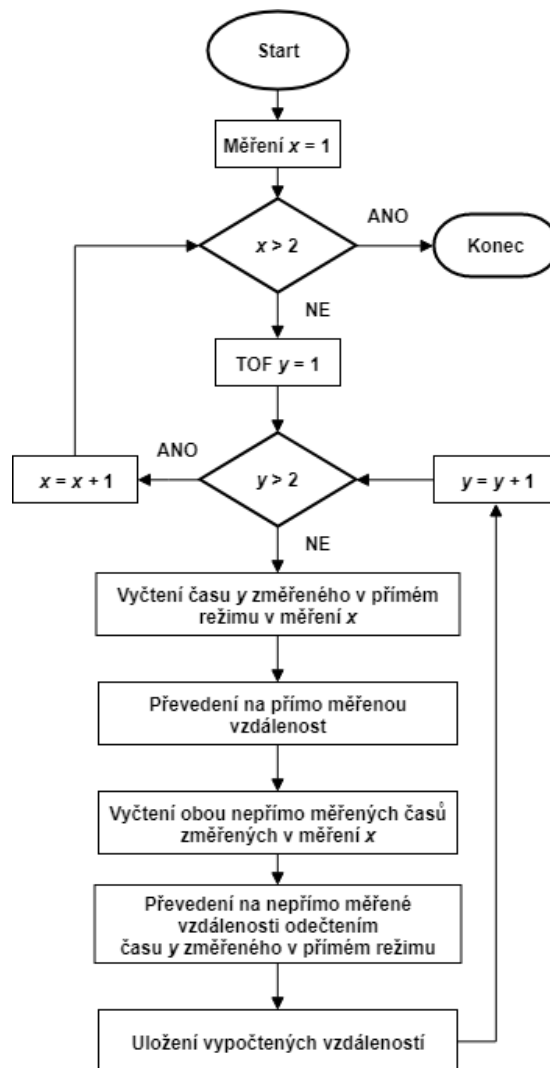 Start
Měření x = 1
x > 2
ANO
Konec
NE
TOF y = 1
ANO
x = x + 1
y > 2
y = y + 1
NE
Vyčtení času y změřeného v přímém
režimu v měření x
Převedení na přímo měřenou
vzdálenost
Vyčtení obou nepřímo měřených časů
změřených v měření x
Převedení na nepřímo měřené
vzdálenosti odečtením
času y změřeného v přímém režimu
Uložení vypočtených vzdáleností